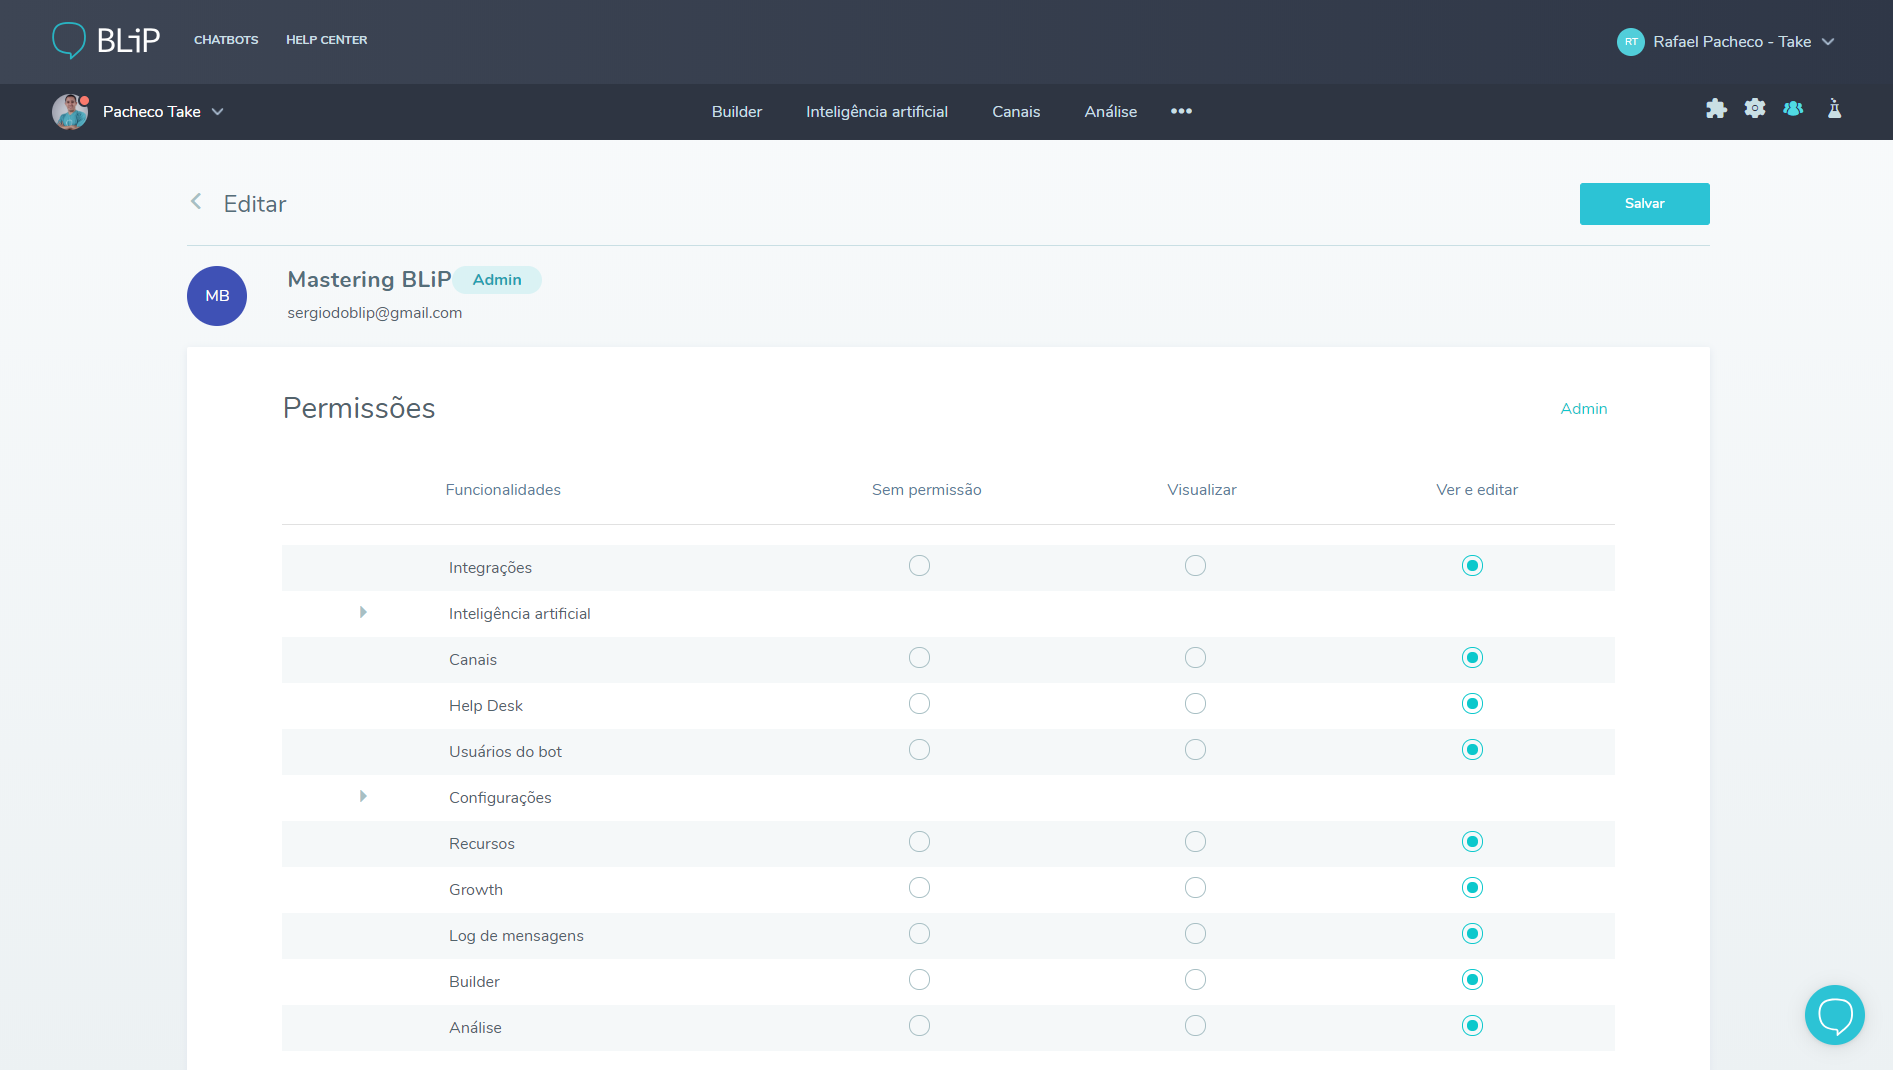 BLiP CHATBOTS HELP CENTER RT Rafael Pacheco - Take
Pacheco Take Builder Inteligência artificial Canais Análise •••
Editar Salvar
MB Mastering BLiP Admin
sergiodoblip@gmail.com
Permissões Admin
Funcionalidades Sem permissão Visualizar Ver e editar
Integrações
Inteligência artificial
Canais
Help Desk
Usuários do bot
Configurações
Recursos
Growth
Log de mensagens
Builder
Análise